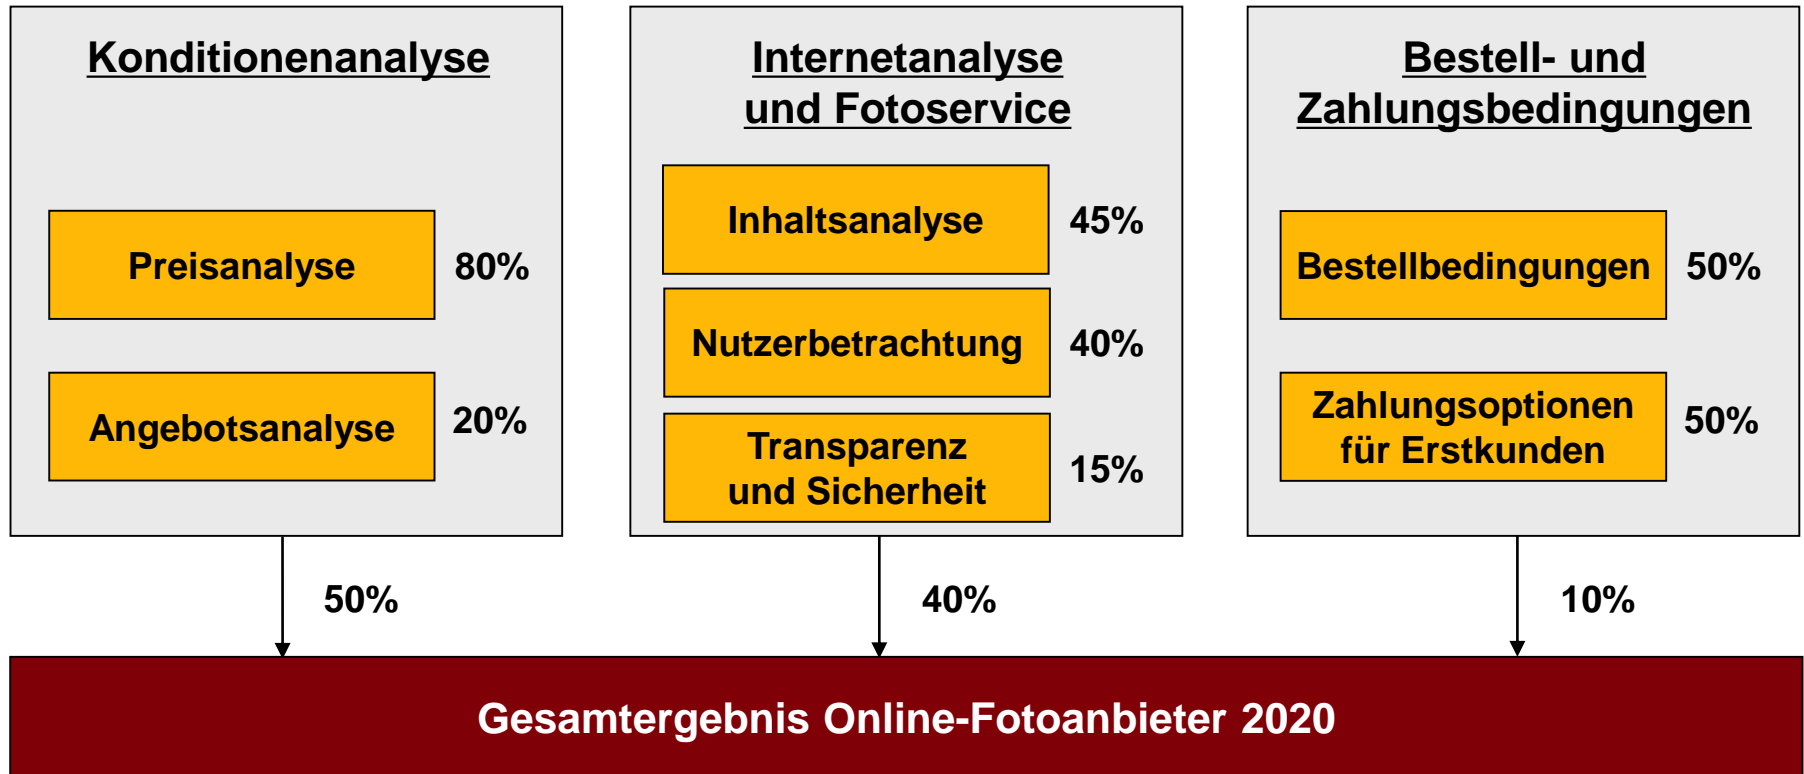 Konditionenanalyse
Preisanalyse 80%
Angebotsanalyse 20%
50%
Internetanalyse
und Fotoservice
Inhaltsanalyse 45%
Nutzerbetrachtung 40%
Transparenz
und Sicherheit 15%
40%
Bestell- und
Zahlungsbedingungen
Bestellbedingungen 50%
Zahlungsoptionen
für Erstkunden 50%
10%
Gesamtergebnis Online-Fotoanbieter 2020